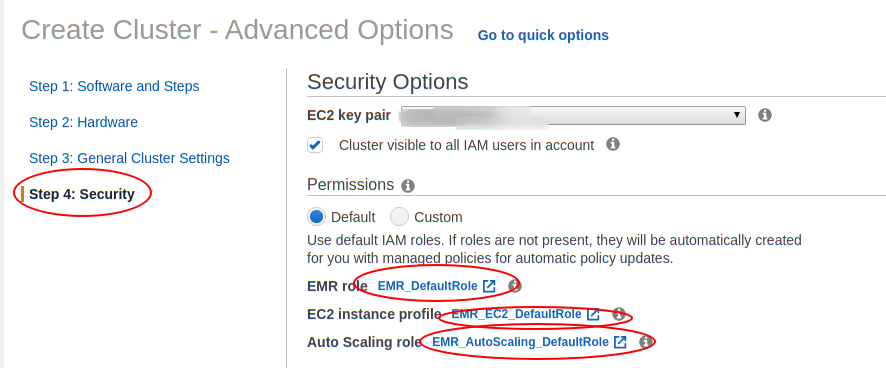 Create Cluster - Advanced Options Go to quick options
Step 1: Software and Steps
Step 2: Hardware
Step 3: General Cluster Settings
Step 4: Security
Security Options
EC2 key pair
Cluster visible to all IAM users in account
Permissions
Default Custom
Use default IAM roles. If roles are not present, they will be automatically created
for you with managed policies for automatic policy updates.
EMR role EMR_DefaultRole
EC2 instance profile EMR_EC2_DefaultRole
Auto Scaling role EMR_AutoScaling_DefaultRole